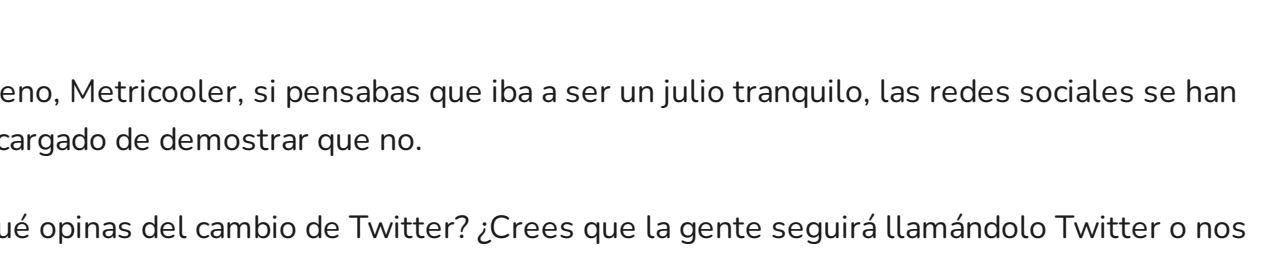 eno, Metricooler, si pensabas que iba a ser un julio tranquilo, las redes sociales se han
cargado de demostrar que no.
ué opinas del cambio de Twitter? ¿Crees que la gente seguirá llamándolo Twitter o nos